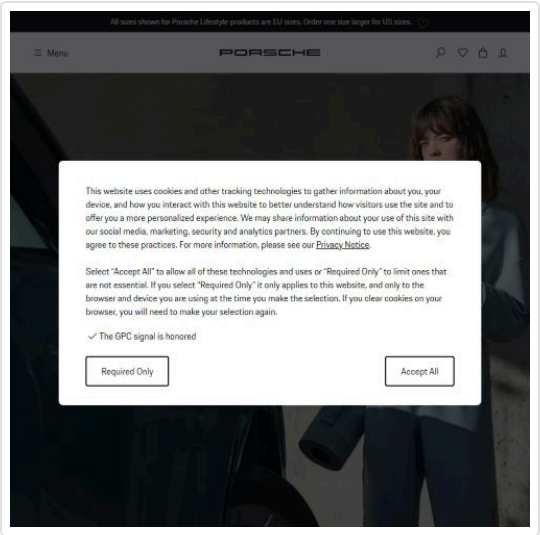 All sizes shown for Porsche Lifestyle products are EU sizes. Order one size larger for US sizes.
Menu
PORSCHE
This website uses cookies and other tracking technologies to gather information about you, your
device, and how you interact with this website to better understand how visitors use the site and to
offer you a more personalized experience. We may share information about your use of this site with
our social media, marketing, security and analytics partners. By continuing to use this website, you
agree to these practices. For more information, please see our Privacy Notice.
Select "Accept All" to allow all of these technologies and uses or "Required Only" to limit ones that
are not essential. If you select "Required Only" it only applies to this website, and only to the
browser and device you are using at the time you make the selection. If you clear cookies on your
browser, you will need to make your selection again.
The GPC signal is honored
Required Only
Accept All